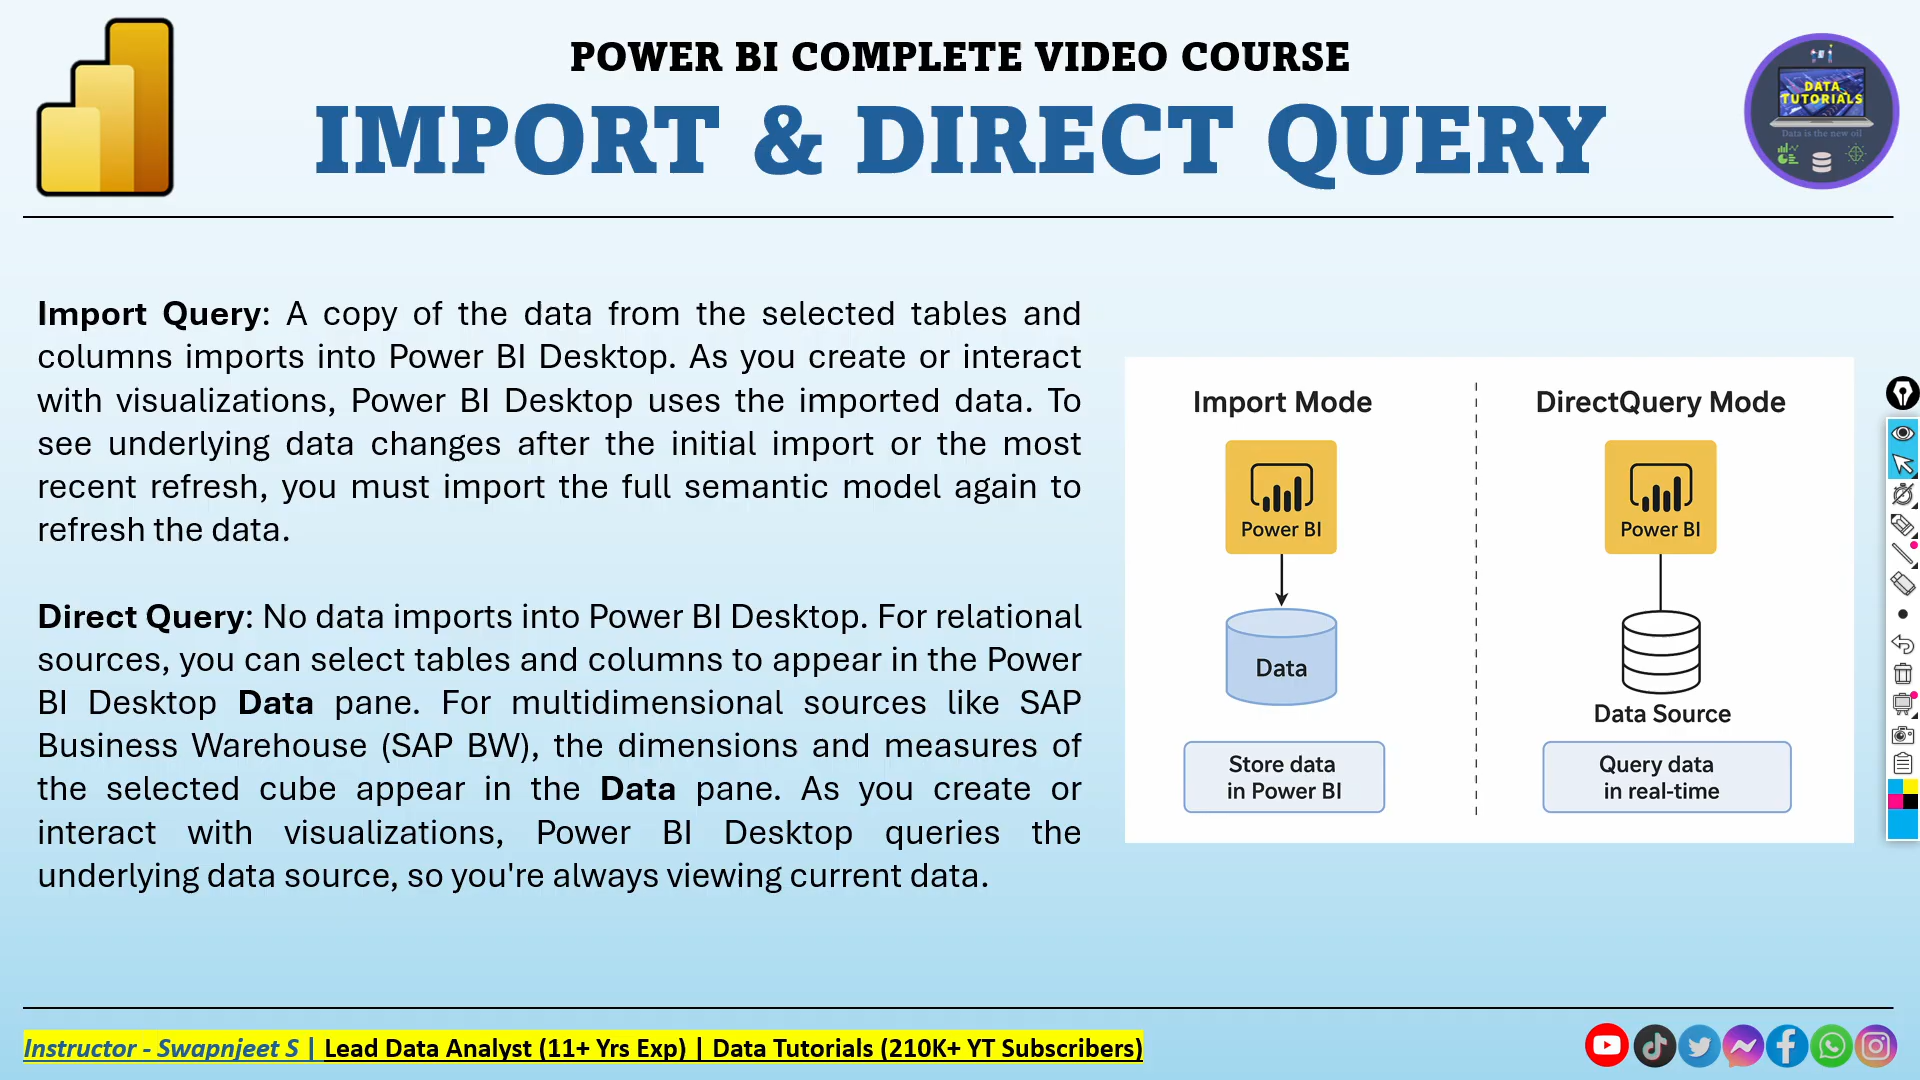 POWER BI COMPLETE VIDEO COURSE
IMPORT & DIRECT QUERY
DATA
TUTORIALS
Data is the new oil
Import Query: A copy of the data from the selected tables and
columns imports into Power BI Desktop. As you create or interact
with visualizations, Power BI Desktop uses the imported data. To
see underlying data changes after the initial import or the most
recent refresh, you must import the full semantic model again to
refresh the data.
Direct Query: No data imports into Power BI Desktop. For relational
sources, you can select tables and columns to appear in the Power
BI Desktop Data pane. For multidimensional sources like SAP
Business Warehouse (SAP BW), the dimensions and measures of
the selected cube appear in the Data pane. As you create or
interact with visualizations, Power BI Desktop queries the
underlying data source, so you're always viewing current data.
Import Mode
Power BI
Data
Store data
in Power BI
DirectQuery Mode
Power BI
Data Source
Query data
in real-time
Instructor - Swapnjeet S | Lead Data Analyst (11+ Yrs Exp) | Data Tutorials (210K+ YT Subscribers)